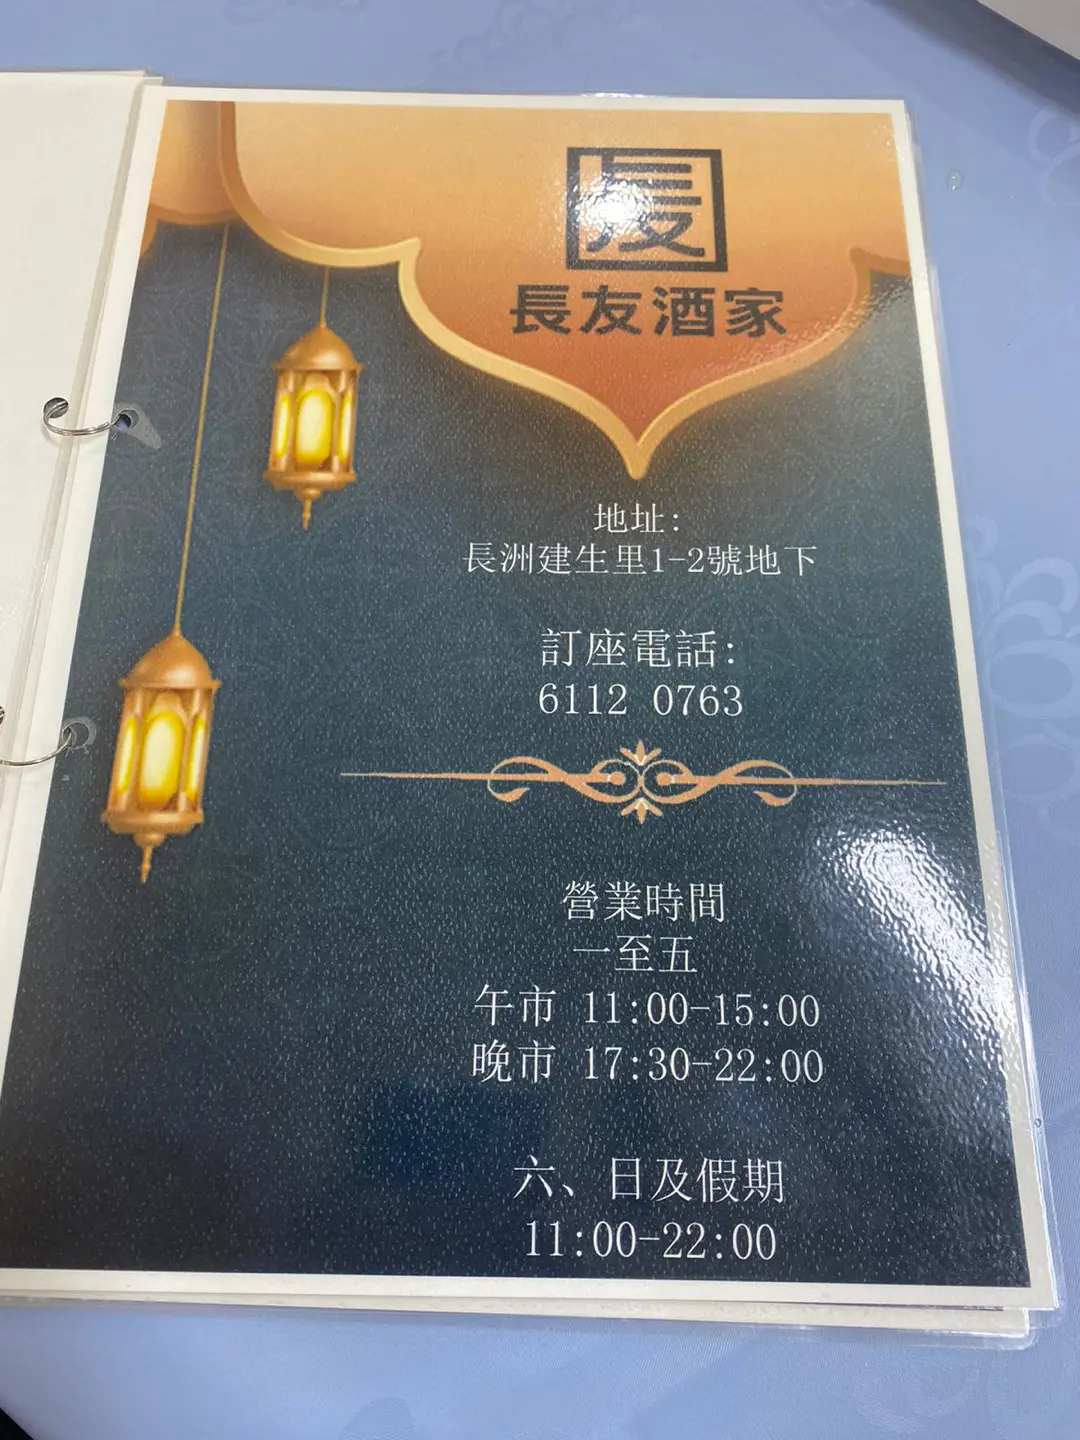 長友
長友酒家
地址:
長洲建生里1-2號地下
訂座電話:
6112 0763
營業時間
一至五
午市 11:00-15:00
晚市 17:30-22:00
六、日及假期
11:00-22:00